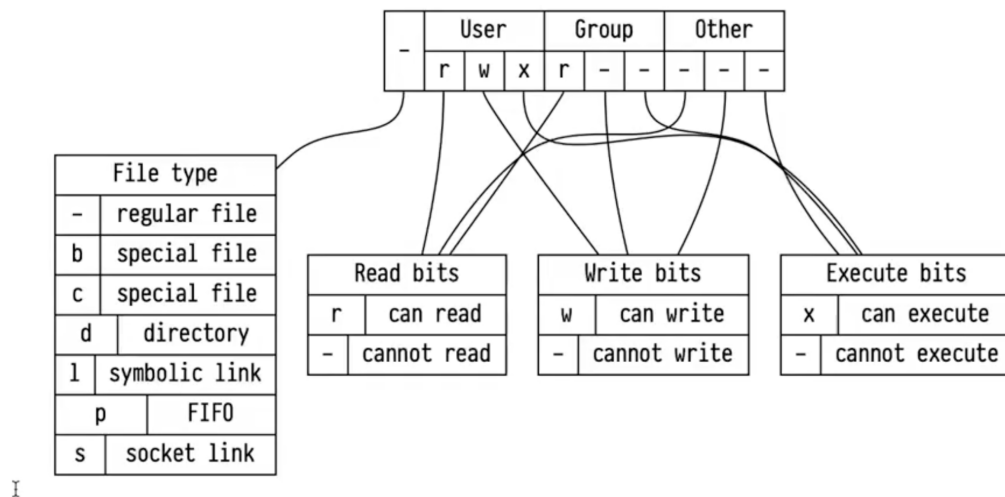 - User Group Other
r w x r - - - - -
File type
- regular file
b special file
c special file
d directory
l symbolic link
p FIFO
s socket link
Read bits
r can read
- cannot read
Write bits
w can write
- cannot write
Execute bits
x can execute
- cannot execute